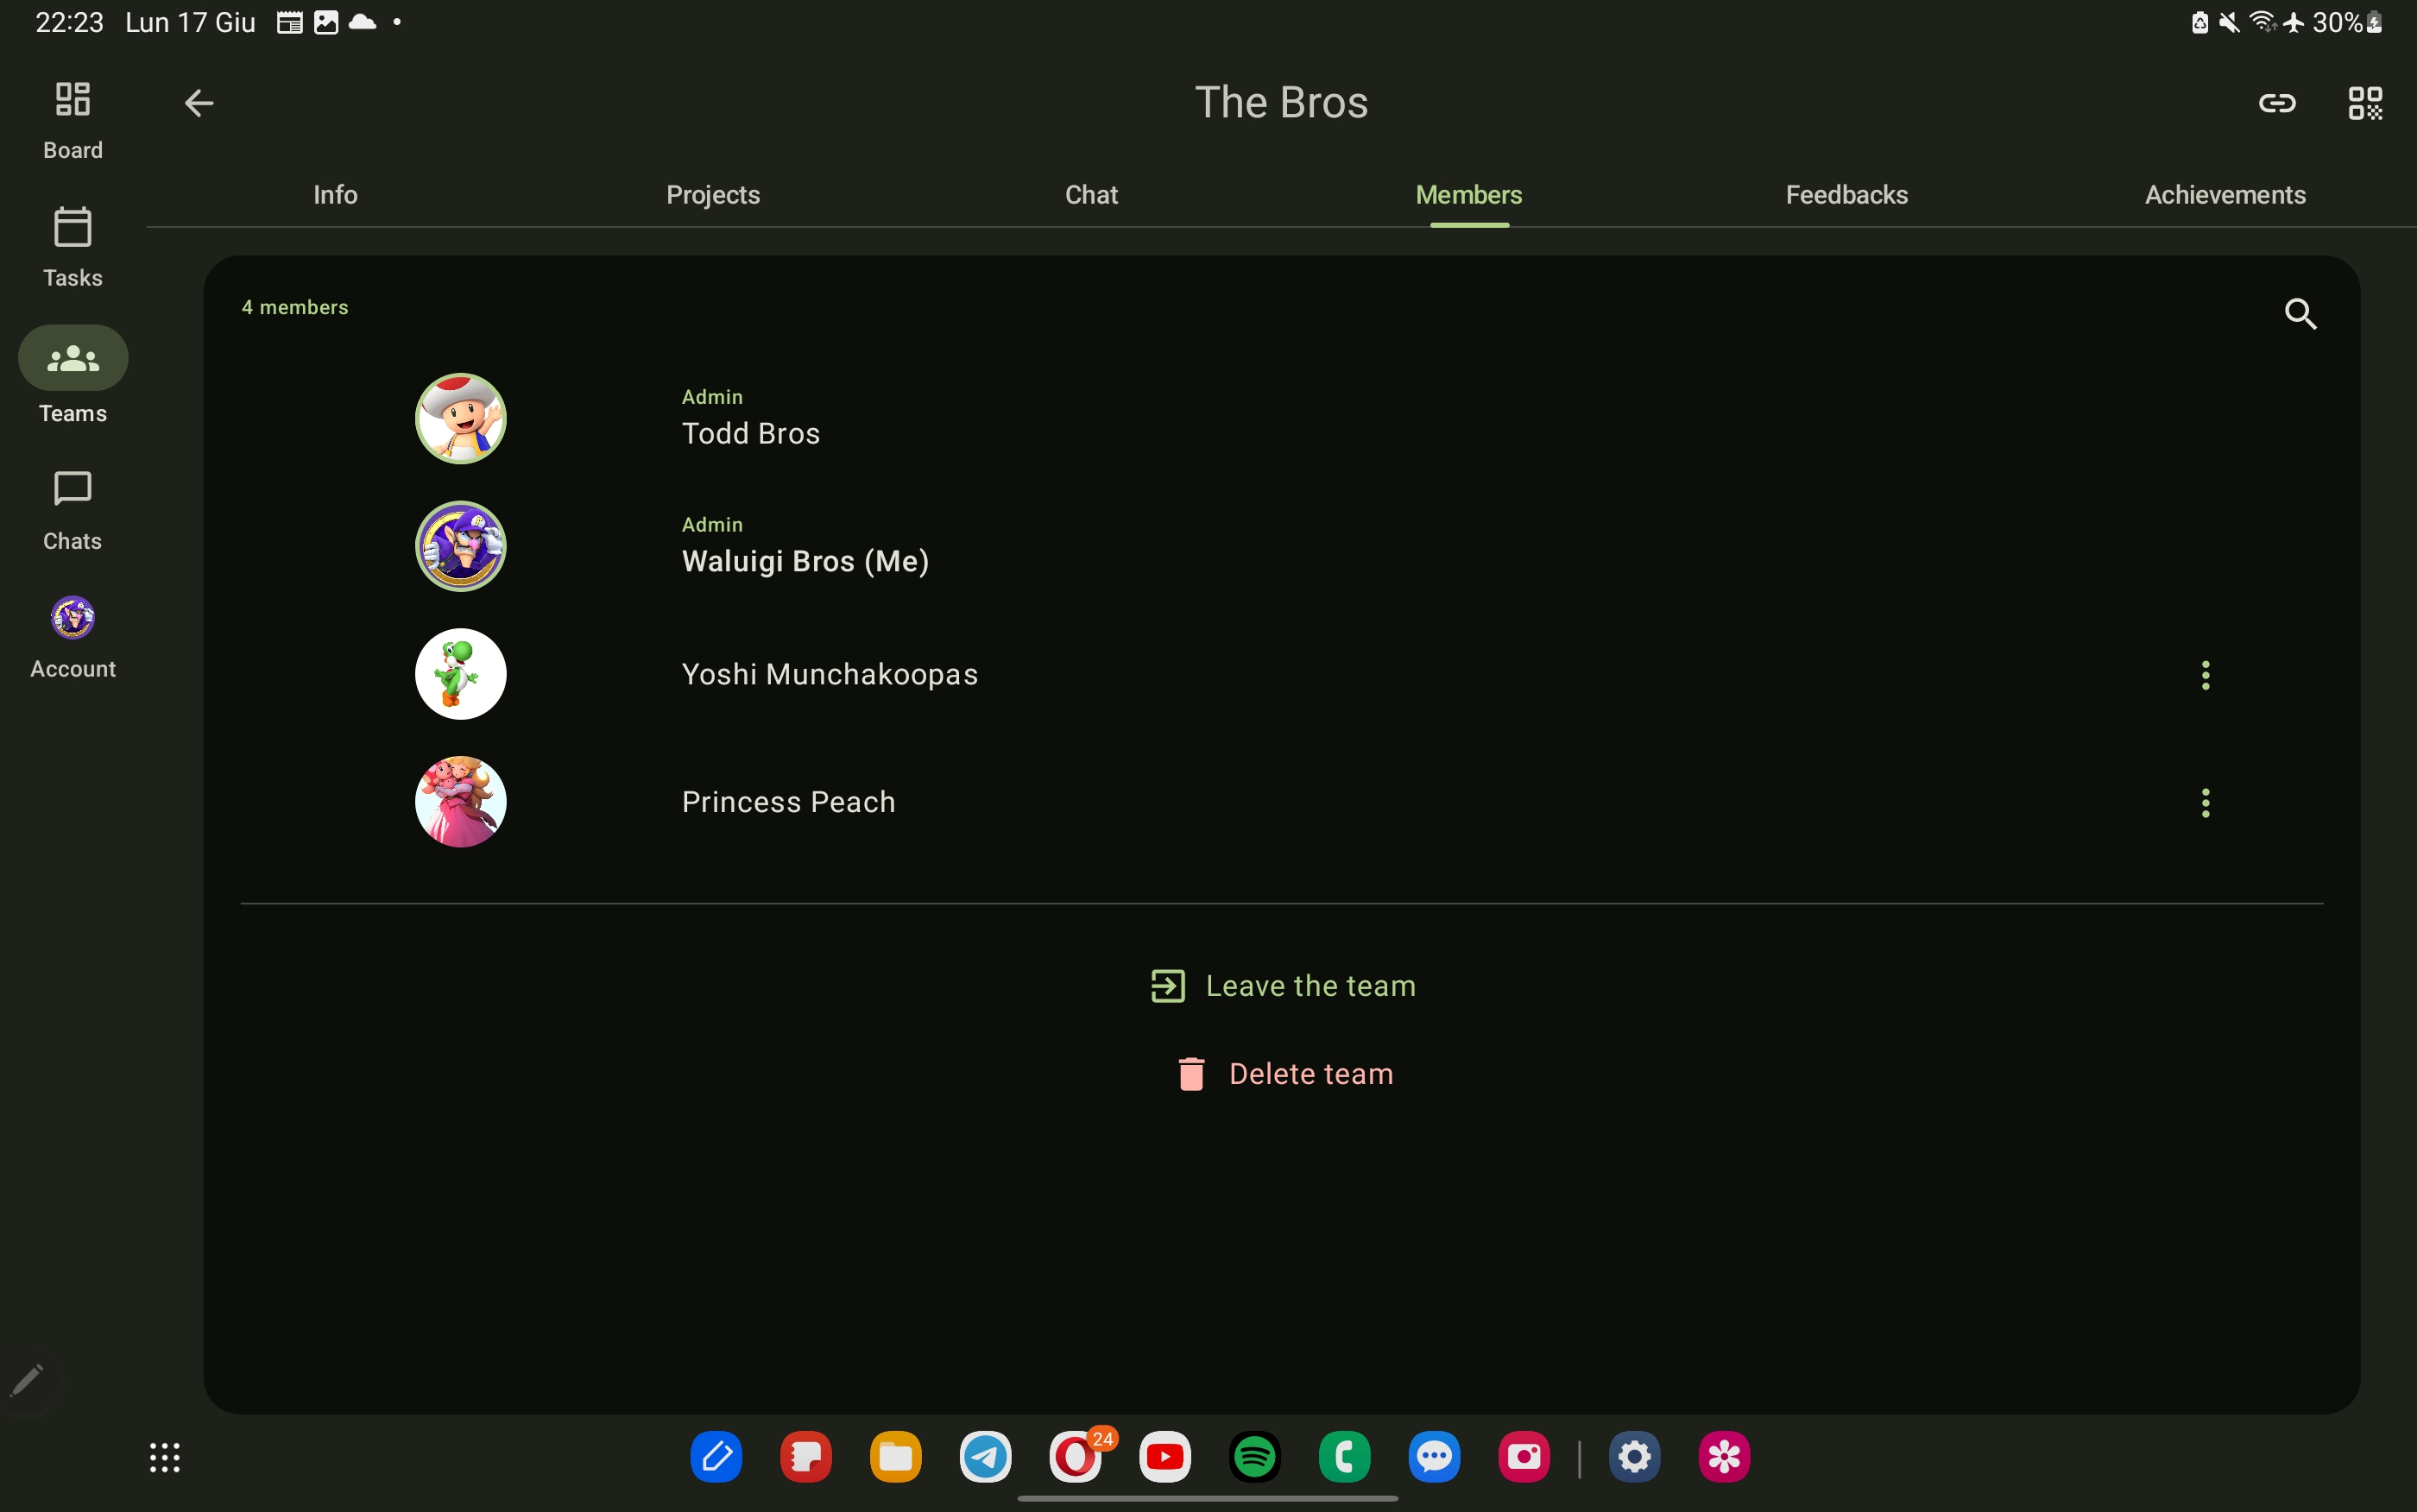 22:23 Lun 17 Giu
30%
The Bros
Board
Tasks
Teams
Chats
Account
Info Projects Chat Members Feedbacks Achievements
4 members
Admin
Todd Bros
Admin
Waluigi Bros (Me)
Yoshi Munchakoopas
Princess Peach
Leave the team
Delete team
24